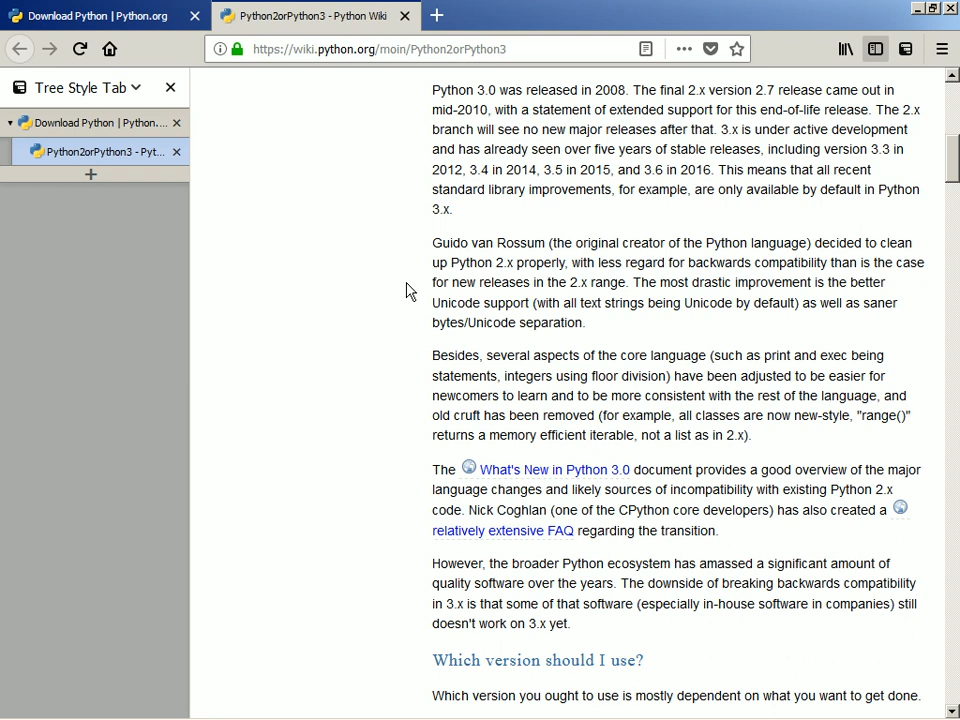 Download Python | Python.org
Python2orPython3 - Python Wiki
https://wiki.python.org/moin/Python2orPython3
Tree Style Tab
Download Python | Python....
Python2orPython3 - Pyt...
Python 3.0 was released in 2008. The final 2.x version 2.7 release came out in
mid-2010, with a statement of extended support for this end-of-life release. The 2.x
branch will see no new major releases after that. 3.x is under active development
and has already seen over five years of stable releases, including version 3.3 in
2012, 3.4 in 2014, 3.5 in 2015, and 3.6 in 2016. This means that all recent
standard library improvements, for example, are only available by default in Python
3.x.
Guido van Rossum (the original creator of the Python language) decided to clean
up Python 2.x properly, with less regard for backwards compatibility than is the case
for new releases in the 2.x range. The most drastic improvement is the better
Unicode support (with all text strings being Unicode by default) as well as saner
bytes/Unicode separation.
Besides, several aspects of the core language (such as print and exec being
statements, integers using floor division) have been adjusted to be easier for
newcomers to learn and to be more consistent with the rest of the language, and
old cruft has been removed (for example, all classes are now new-style, "range()"
returns a memory efficient iterable, not a list as in 2.x).
The What's New in Python 3.0 document provides a good overview of the major
language changes and likely sources of incompatibility with existing Python 2.x
code. Nick Coghlan (one of the CPython core developers) has also created a
relatively extensive FAQ regarding the transition.
However, the broader Python ecosystem has amassed a significant amount of
quality software over the years. The downside of breaking backwards compatibility
in 3.x is that some of that software (especially in-house software in companies) still
doesn't work on 3.x yet.
Which version should I use?
Which version you ought to use is mostly dependent on what you want to get done.